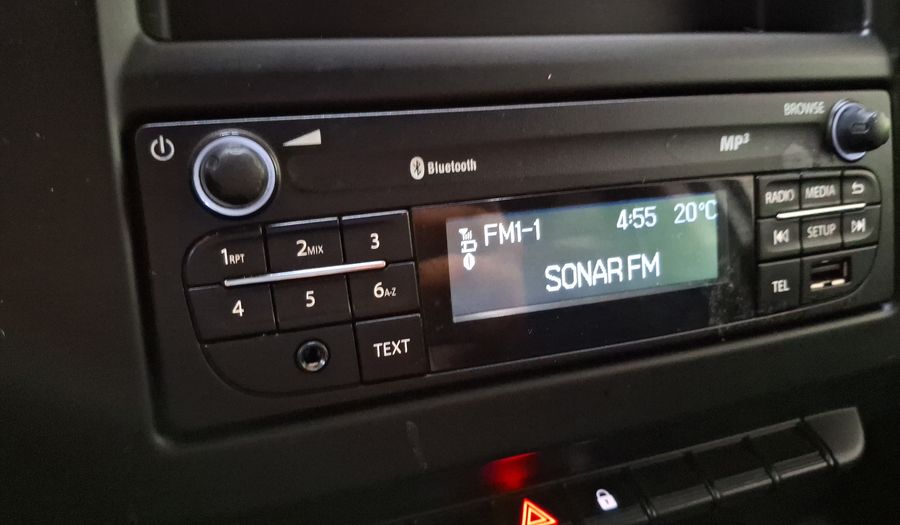 BROWSE
MP3
Bluetooth
RADIO MEDIA
FM1-1 4:55 20°C
1RPT 2MIX 3
SETUP
SONAR FM
4 5 6A-Z
TEL
TEXT